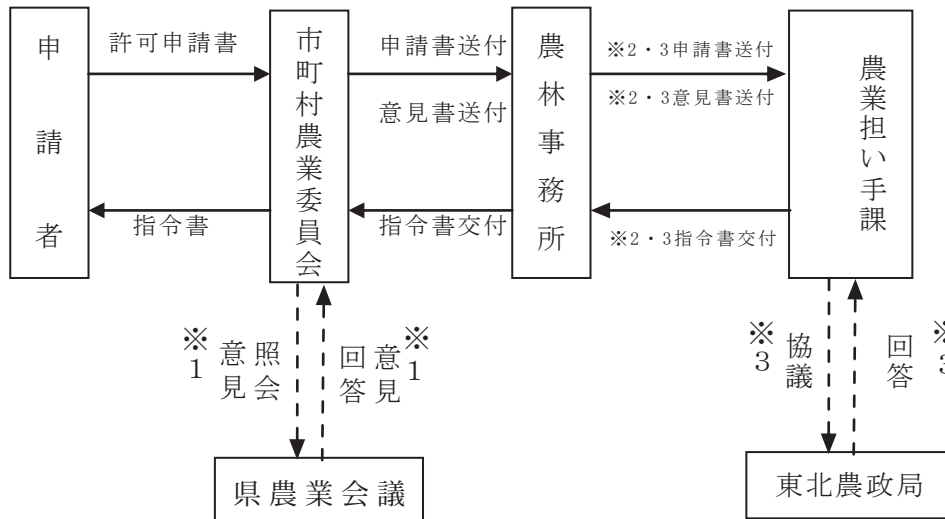 申請者
許可申請書
指令書
市町村農業委員会
申請書送付
意見書送付
指令書交付
農林事務所
※2・3申請書送付
※2・3意見書送付
※2・3指令書交付
農業担い手課
※1
意見
照会
回答
意見
※1
※3
協議
回答
※3
県農業会議
東北農政局